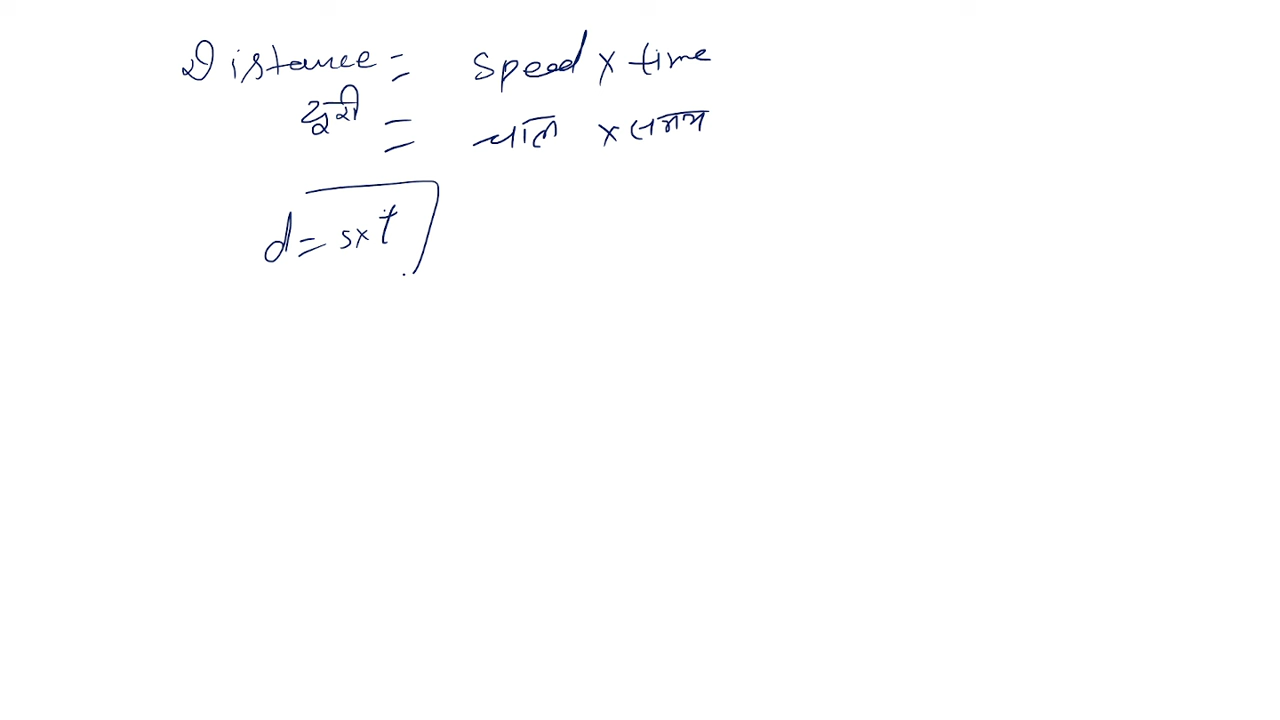 Distance = speed × time
दूरी = चाल × समय
d = s × t